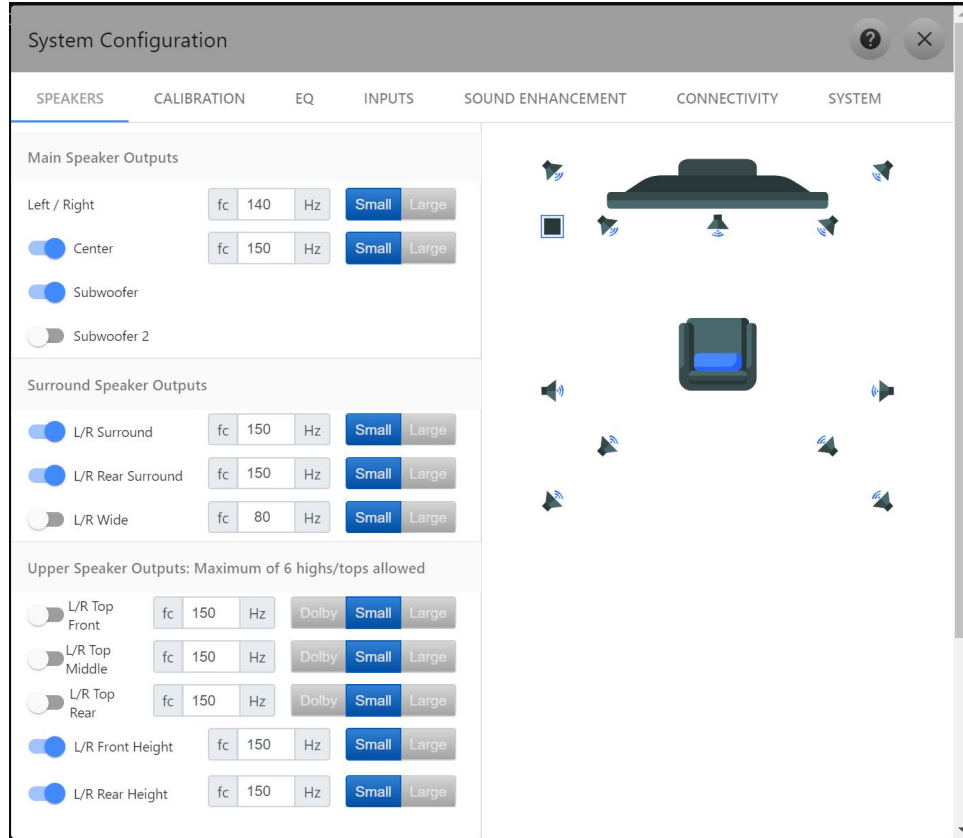 System Configuration
SPEAKERS CALIBRATION EQ INPUTS SOUND ENHANCEMENT CONNECTIVITY SYSTEM
Main Speaker Outputs
Left / Right fc 140 Hz Small Large
Center fc 150 Hz Small Large
Subwoofer
Subwoofer 2
Surround Speaker Outputs
L/R Surround fc 150 Hz Small Large
L/R Rear Surround fc 150 Hz Small Large
L/R Wide fc 80 Hz Small Large
Upper Speaker Outputs: Maximum of 6 highs/tops allowed
L/R Top
Front fc 150 Hz Dolby Small Large
L/R Top
Middle fc 150 Hz Dolby Small Large
L/R Top
Rear fc 150 Hz Dolby Small Large
L/R Front Height fc 150 Hz Small Large
L/R Rear Height fc 150 Hz Small Large